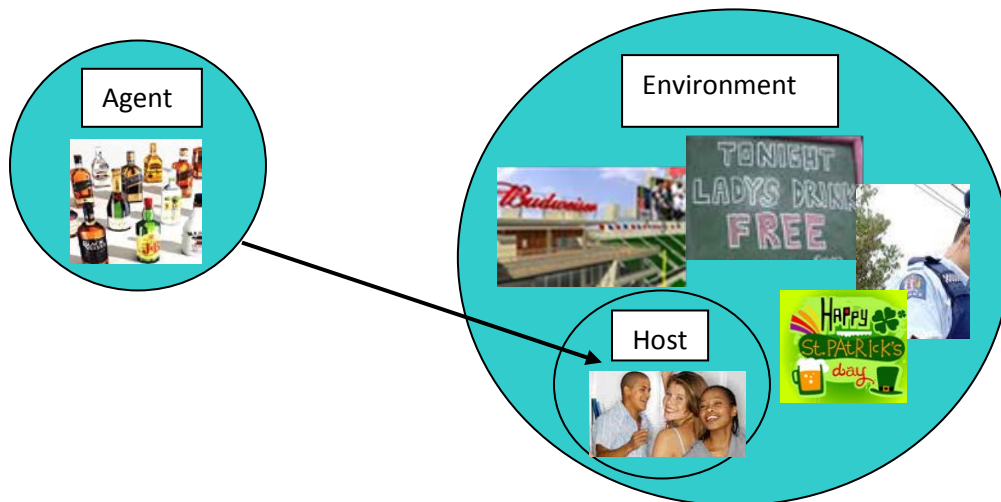 Agent
Environment
Budweiser
TONIGHT
LADYS DRINK
FREE
Host
HAPPY
St. PAtRIck's
day